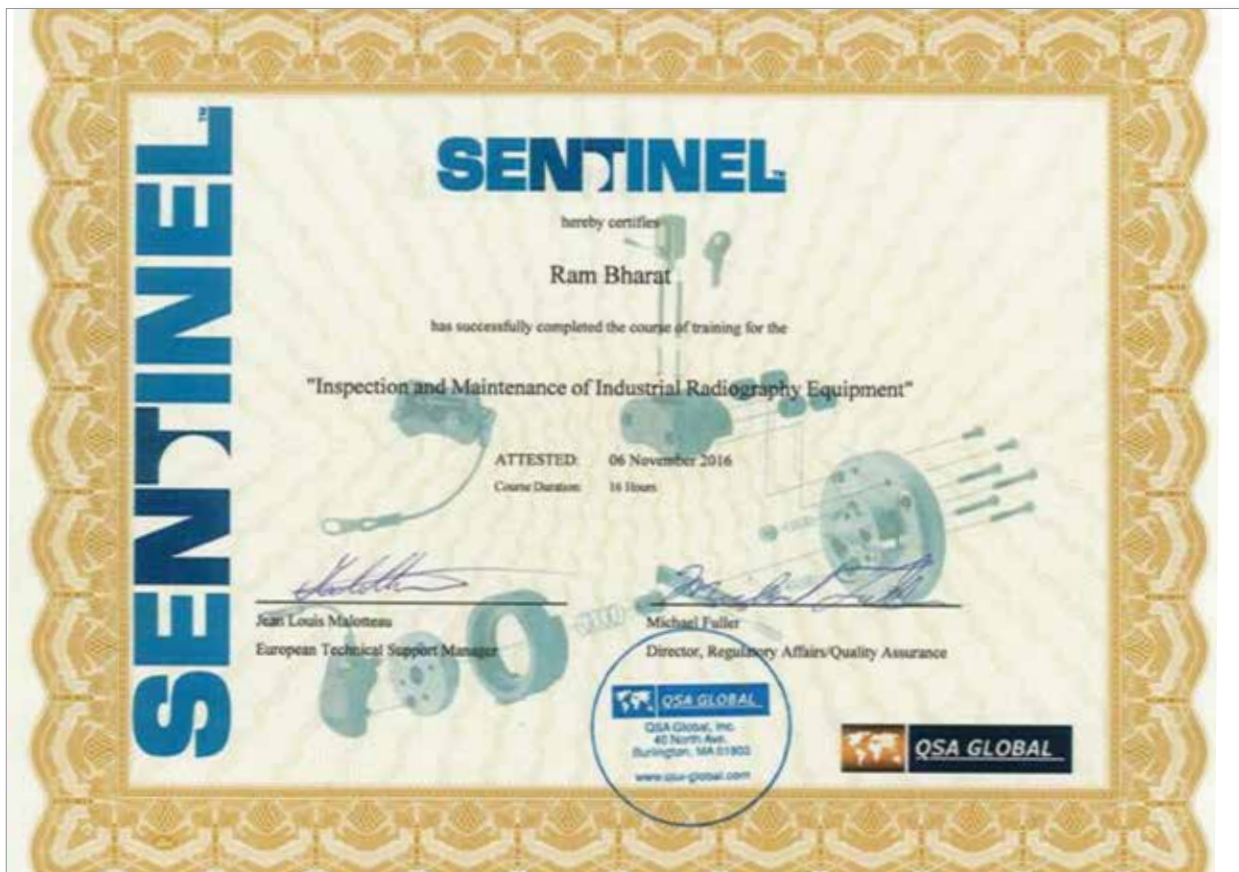 SENTINEL™
SENTINEL™
hereby certifies
Ram Bharat
has successfully completed the course of training for the
"Inspection and Maintenance of Industrial Radiography Equipment"
ATTESTED: 06 November 2016
Course Duration: 16 Hours
Jean Louis Malotteau
European Technical Support Manager
Michael Fuller
Director, Regulatory Affairs/Quality Assurance
QSA GLOBAL
QSA Global, Inc.
40 North Ave.
Burlington, MA 01803
www.qsa-global.com
QSA GLOBAL